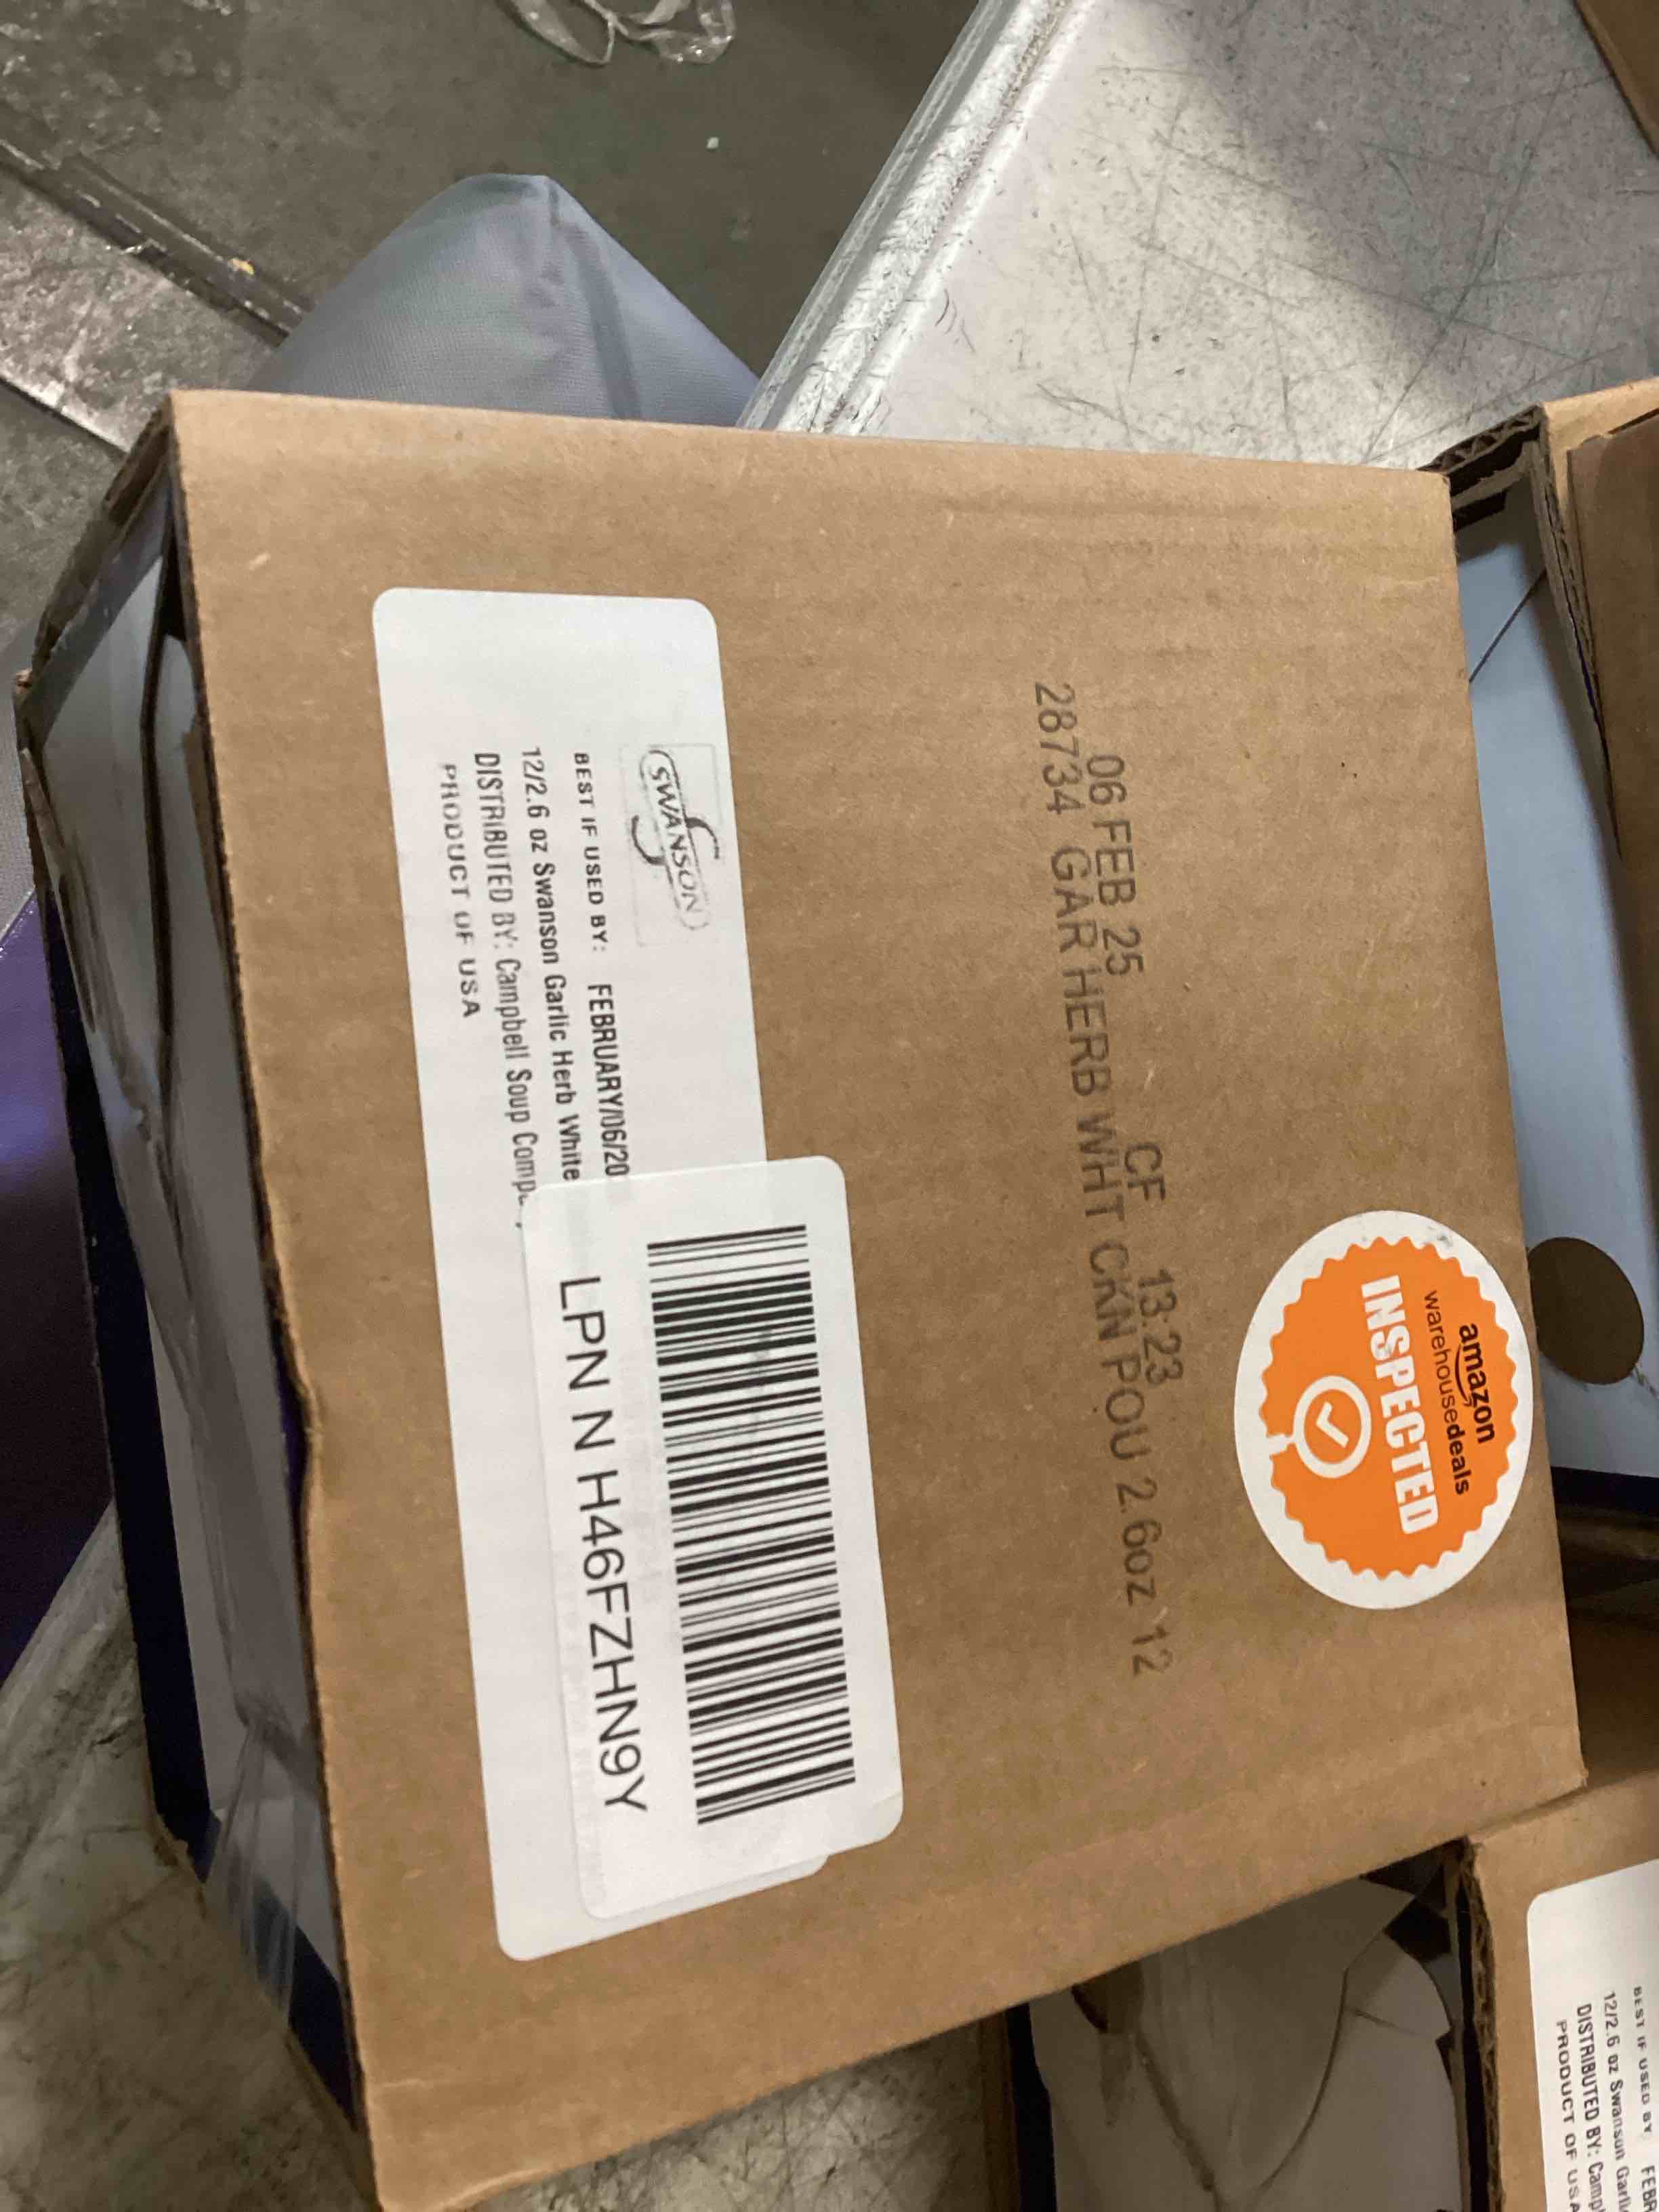 amazon
warehousedeals
INSPECTED
06 FEB 25 CF 13:23
28734 GAR HERB WHT CKN POU 2.6oz 12
SWANSON
BEST IF USED BY: FEBRUARY/06/20
12/2.6 oz Swanson Garlic Herb White
DISTRIBUTED BY: Campbell Soup Comp
PRODUCT OF USA
LPN N H46FZHN9Y
BEST IF USED BY: FEB
12/2.6 oz Swanson Garli
DISTRIBUTED BY: Camp
PRODUCT OF USA